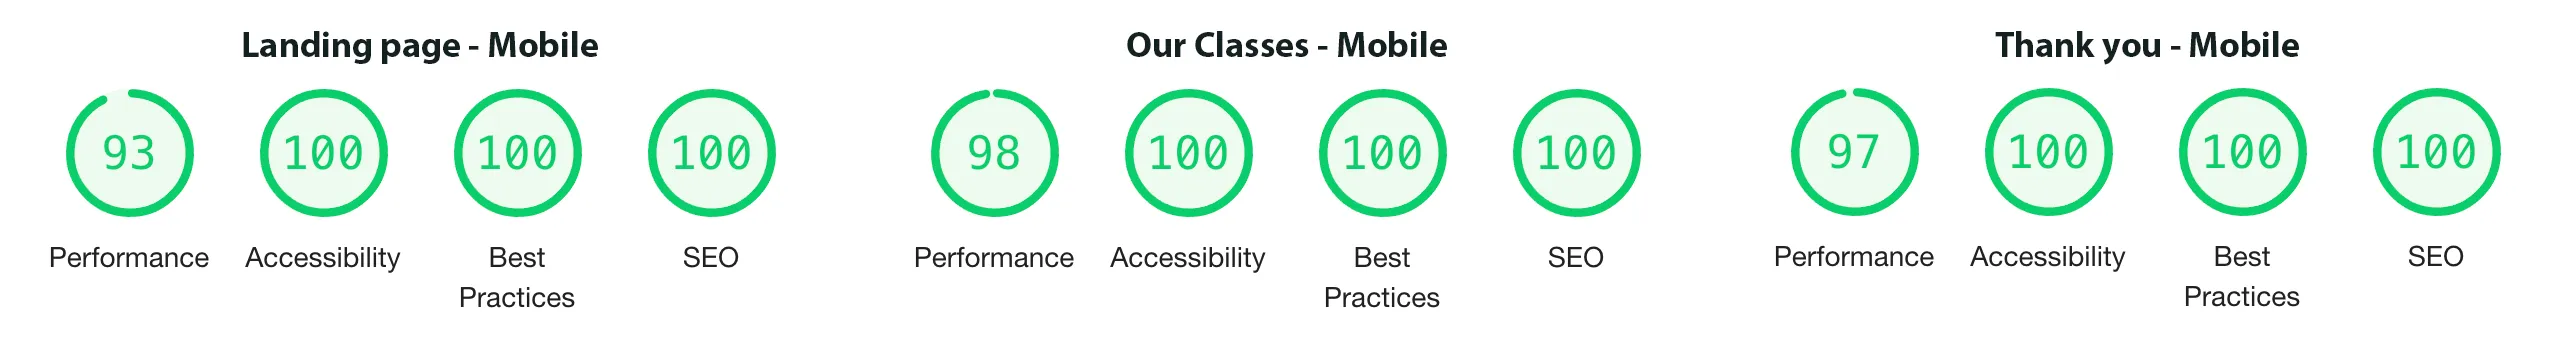 Landing page - Mobile
93
100
100
100
Performance
Accessibility
Best
Practices
SEO
Our Classes - Mobile
98
100
100
100
Performance
Accessibility
Best
Practices
SEO
Thank you - Mobile
97
100
100
100
Performance
Accessibility
Best
Practices
SEO